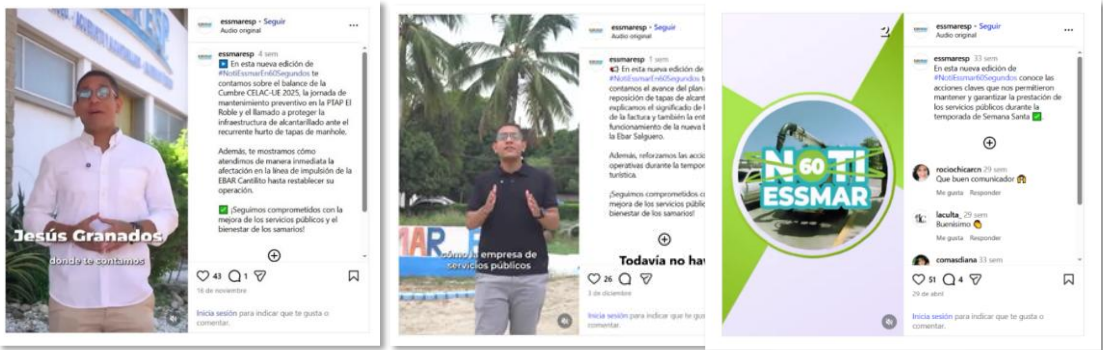 Jesús Granados
donde te contamos
essmaresp • Seguir
Audio original
essmaresp 4 sem
En esta nueva edición de
#NotiEssmarEn60Segundos te
contamos sobre el balance de la
Cumbre CELAC-UE 2025, la jornada de
mantenimiento preventivo en la PTAP El
Roble y el llamado a proteger la
infraestructura de alcantarillado ante el
recurrente hurto de tapas de manhole.
Además, te mostramos cómo
atendimos de manera inmediata la
afectación en la línea de impulsión de la
EBAR Cantilito hasta restablecer su
operación.
¡Seguimos comprometidos con la
mejora de los servicios públicos y el
bienestar de los samarios!
43 1
16 de noviembre
Inicia sesión para indicar que te gusta o
comentar.
cómo la empresa de
servicios públicos
essmaresp • Seguir
Audio original
essmaresp 1 sem
En esta nueva edición de
#NotiEssmarEn60Segundos te
contamos el avance del plan
reposición de tapas de alcant
explicamos el significado de l
de la factura y también la ent
funcionamiento de la nueva b
la Ebar Salguero.
Además, reforzamos las accio
operativas durante la tempor
turística.
¡Seguimos comprometidos co
mejora de los servicios públic
bienestar de los samarios!
Todavía no hay
26
3 de diciembre
Inicia sesión para indicar que te gus
comentar.
NOTI
60
ESSMAR
essmaresp • Seguir
Audio original
essmaresp 33 sem
En esta nueva edición de
#NotiEssmar60Segundos conoce las
acciones claves que nos permitieron
mantener y garantizar la prestación de
los servicios públicos durante la
temporada de Semana Santa
rociochicarcn 29 sem
Que buen comunicador
Me gusta Responder
laculta_ 29 sem
Buenísimo
Me gusta Responder
comasdiana 33 sem
51 4
29 de abril
Inicia sesión para indicar que te gusta o
comentar.